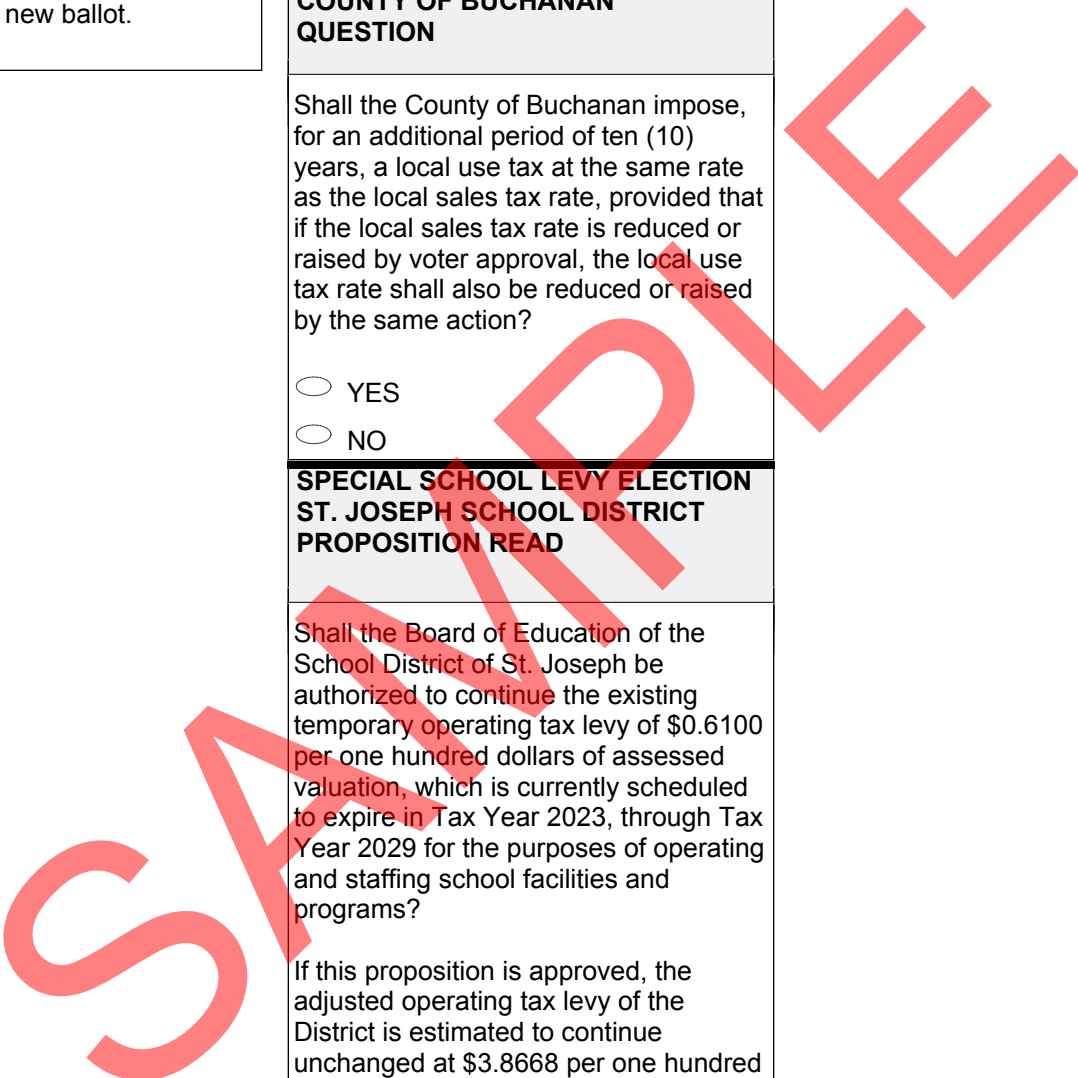 new ballot.
COUNTY OF BUCHANAN
QUESTION
Shall the County of Buchanan impose,
for an additional period of ten (10)
years, a local use tax at the same rate
as the local sales tax rate, provided that
if the local sales tax rate is reduced or
raised by voter approval, the local use
tax rate shall also be reduced or raised
by the same action?
YES
NO
SPECIAL SCHOOL LEVY ELECTION
ST. JOSEPH SCHOOL DISTRICT
PROPOSITION READ
Shall the Board of Education of the
School District of St. Joseph be
authorized to continue the existing
temporary operating tax levy of $0.6100
per one hundred dollars of assessed
valuation, which is currently scheduled
to expire in Tax Year 2023, through Tax
Year 2029 for the purposes of operating
and staffing school facilities and
programs?
If this proposition is approved, the
adjusted operating tax levy of the
District is estimated to continue
unchanged at $3.8668 per one hundred
SAMPLE